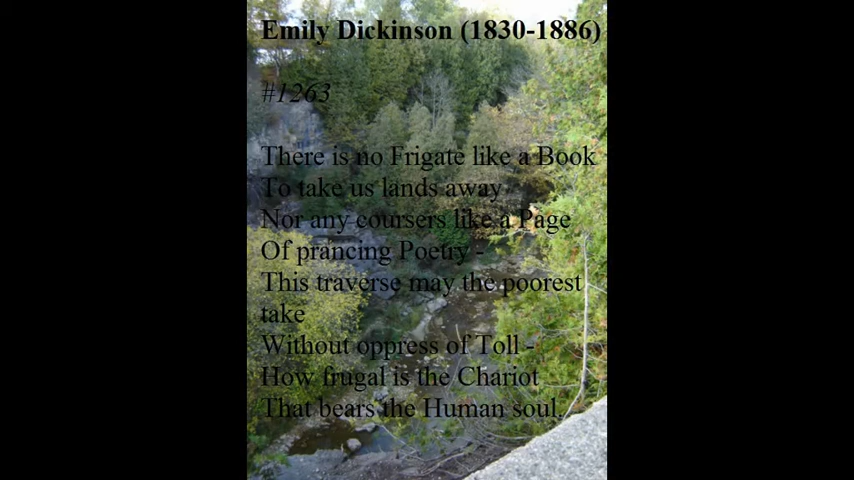 Emily Dickinson (1830-1886)
#1263
There is no Frigate like a Book
To take us lands away
Nor any coursers like a Page
Of prancing Poetry -
This traverse may the poorest
take
Without oppress of Toll -
How frugal is the Chariot
That bears the Human soul.